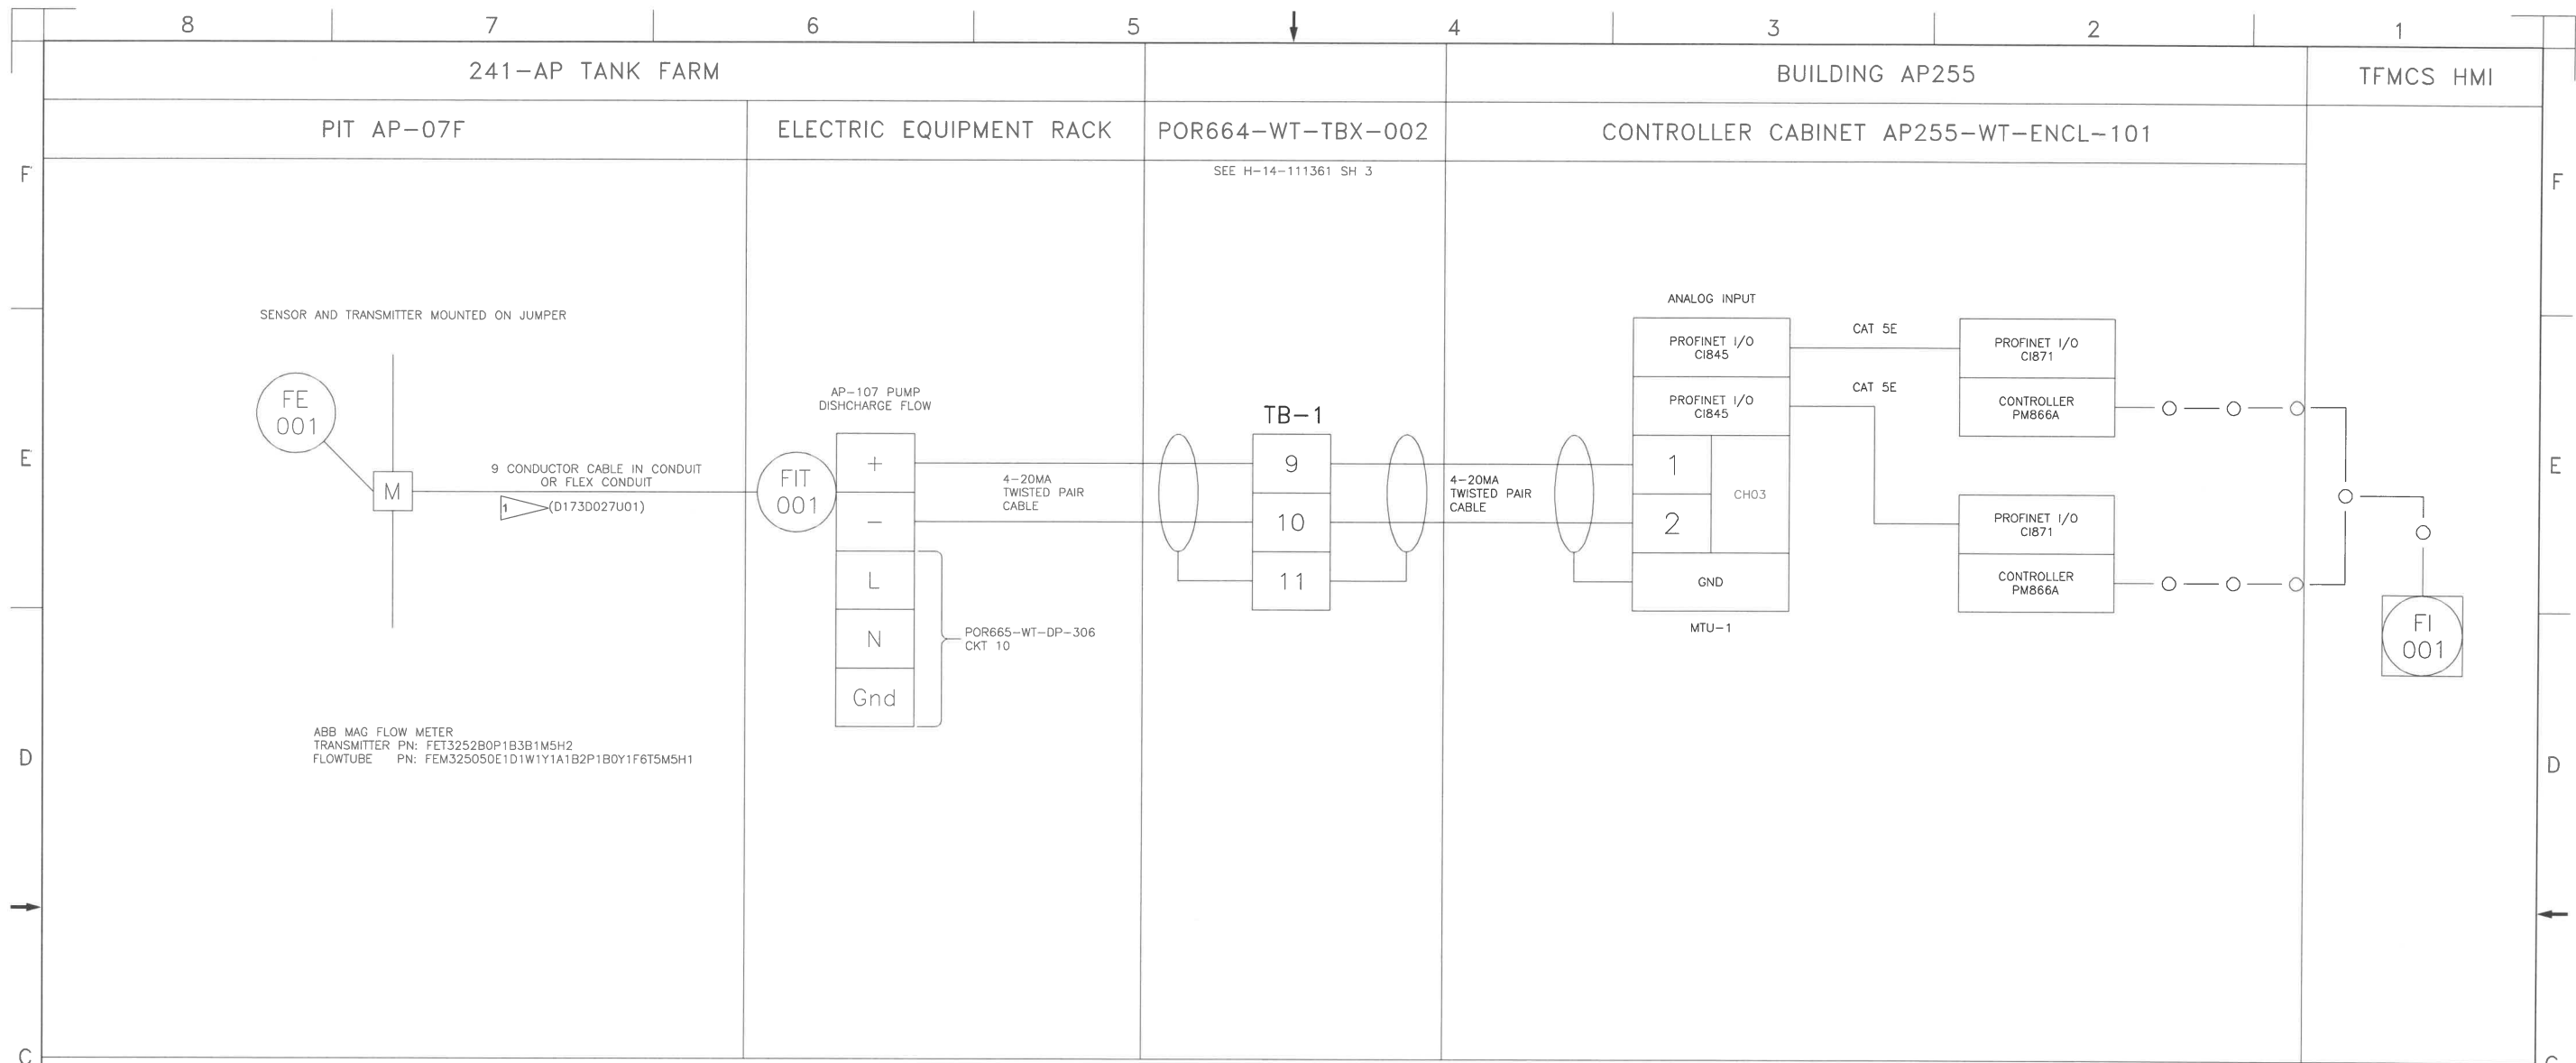 8 7 6 5 4 3 2 1
241-AP TANK FARM
BUILDING AP255
TFMCS HMI
PIT AP-07F
ELECTRIC EQUIPMENT RACK
POR664-WT-TBX-002
CONTROLLER CABINET AP255-WT-ENCL-101
SEE H-14-111361 SH 3
F
F
SENSOR AND TRANSMITTER MOUNTED ON JUMPER
FE
001
M
9 CONDUCTOR CABLE IN CONDUIT
OR FLEX CONDUIT
1
(D173D027U01)
AP-107 PUMP
DISHCHARGE FLOW
FIT
001
+
-
L
N
Gnd
4-20MA
TWISTED PAIR
CABLE
POR665-WT-DP-306
CKT 10
TB-1
9
10
11
4-20MA
TWISTED PAIR
CABLE
ANALOG INPUT
PROFINET I/O
CI845
PROFINET I/O
CI845
1
2
CH03
GND
MTU-1
CAT 5E
CAT 5E
PROFINET I/O
CI871
CONTROLLER
PM866A
PROFINET I/O
CI871
CONTROLLER
PM866A
FI
001
E
E
ABB MAG FLOW METER
TRANSMITTER PN: FET3252B0P1B3B1M5H2
FLOWTUBE PN: FEM325050E1D1W1Y1A1B2P1B0Y1F6T5M5H1
D
D
C
C